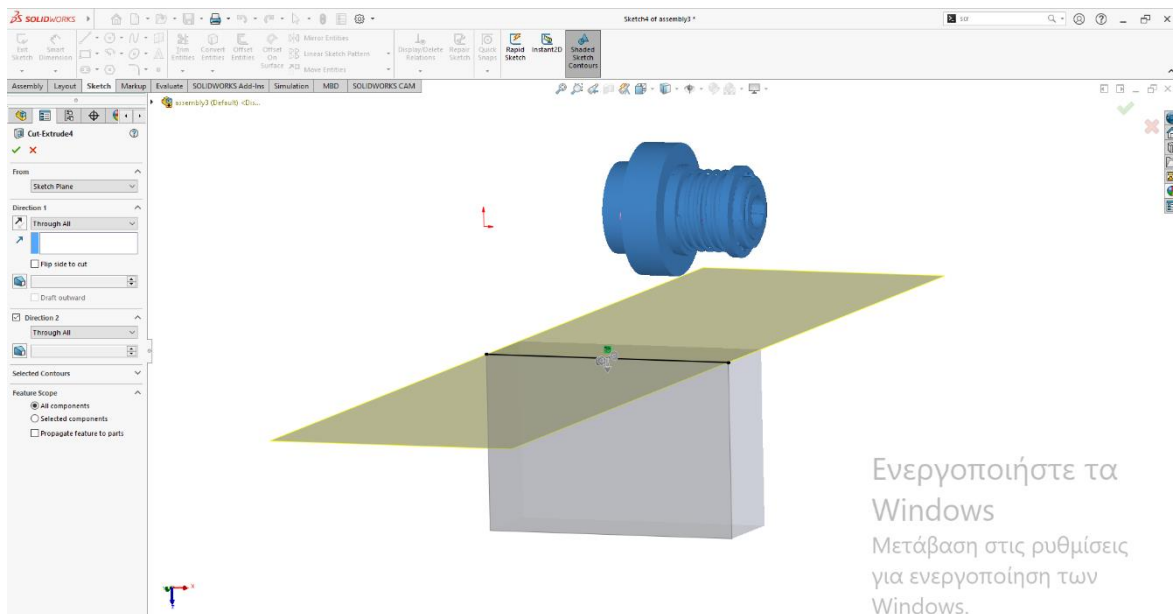 SOLIDWORKS
Sketch4 of assembly3 *
scr
Exit Sketch
Smart Dimension
Trim Entities
Convert Entities
Offset Entities
Offset On Surface
Mirror Entities
Linear Sketch Pattern
Move Entities
Display/Delete Relations
Repair Sketch
Quick Snaps
Rapid Sketch
Instant2D
Shaded Sketch Contours
Assembly Layout Sketch Markup Evaluate SOLIDWORKS Add-Ins Simulation MBD SOLIDWORKS CAM
assembly3 (Default) <Dis...
Cut-Extrude4
From
Sketch Plane
Direction 1
Through All
Flip side to cut
Draft outward
Direction 2
Through All
Selected Contours
Feature Scope
All components
Selected components
Propagate feature to parts
Ενεργοποιήστε τα
Windows
Μετάβαση στις ρυθμίσεις
για ενεργοποίηση των
Windows.